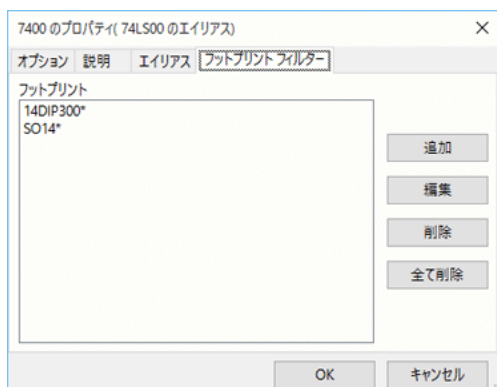 7400 のプロパティ( 74LS00 のエイリアス)
オプション 説明 エイリアス フットプリント フィルター
フットプリント
14DIP300*
SO14*
追加
編集
削除
全て削除
OK キャンセル